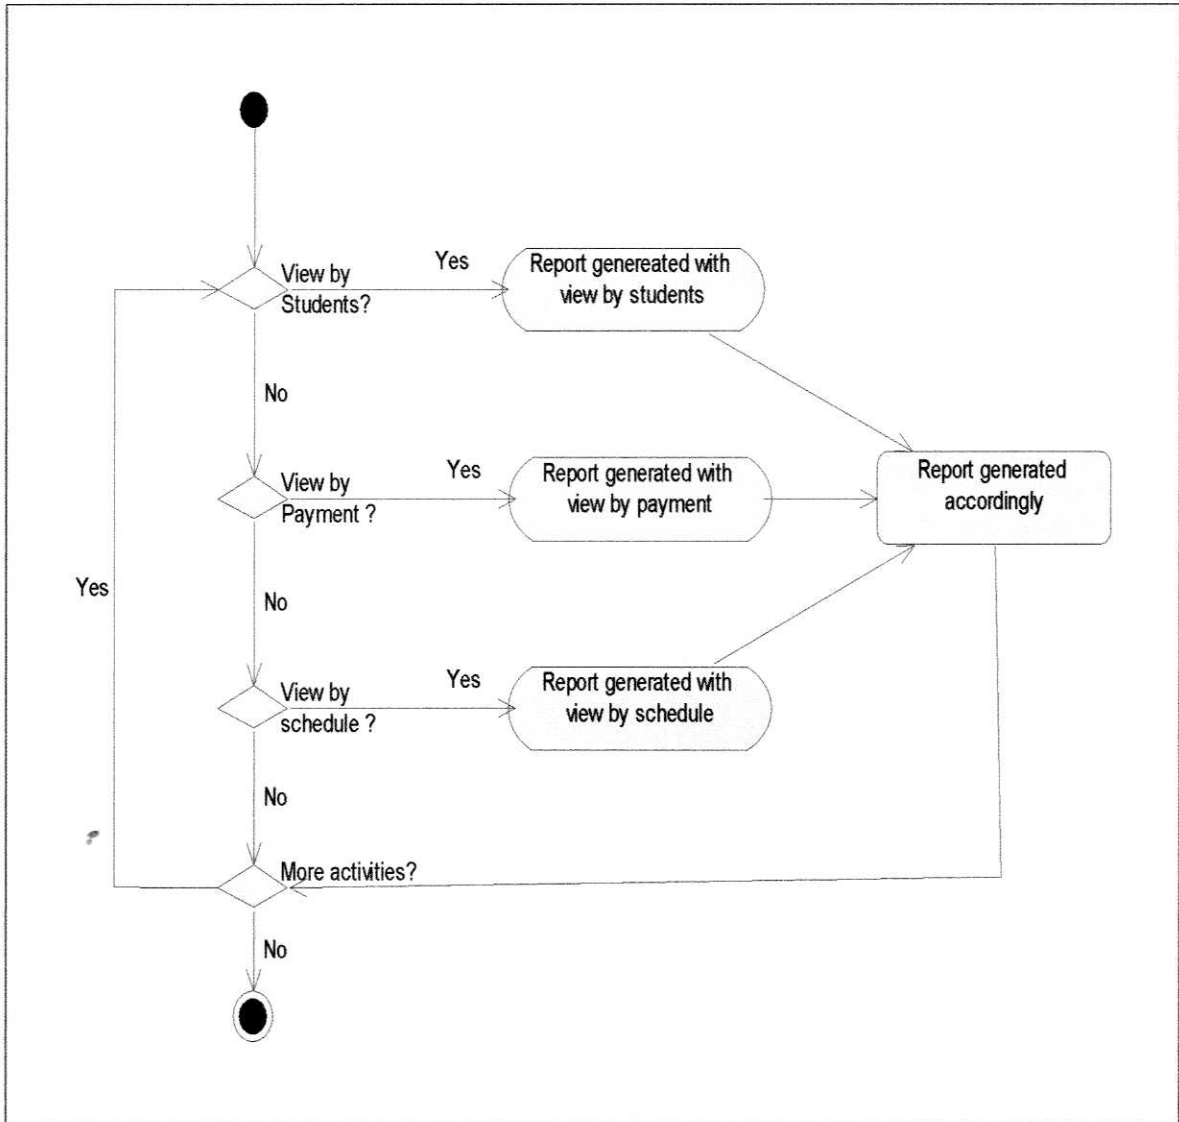 View by
Students?
Yes
Report genereated with
view by students
No
View by
Payment ?
Yes
Report generated with
view by payment
Report generated
accordingly
Yes
No
View by
schedule ?
Yes
Report generated with
view by schedule
No
More activities?
No